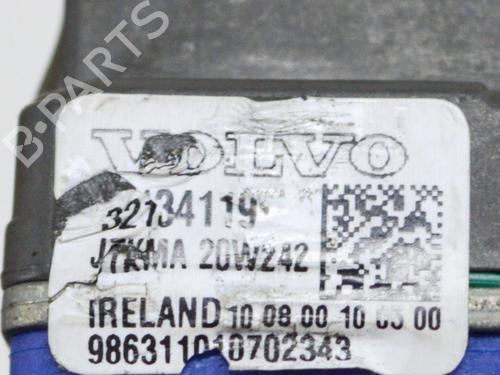 VOLVO
32134119
J7KMA 20W242
IRELAND 10 08.00 10 05 00
986311010702343
B-PARTS